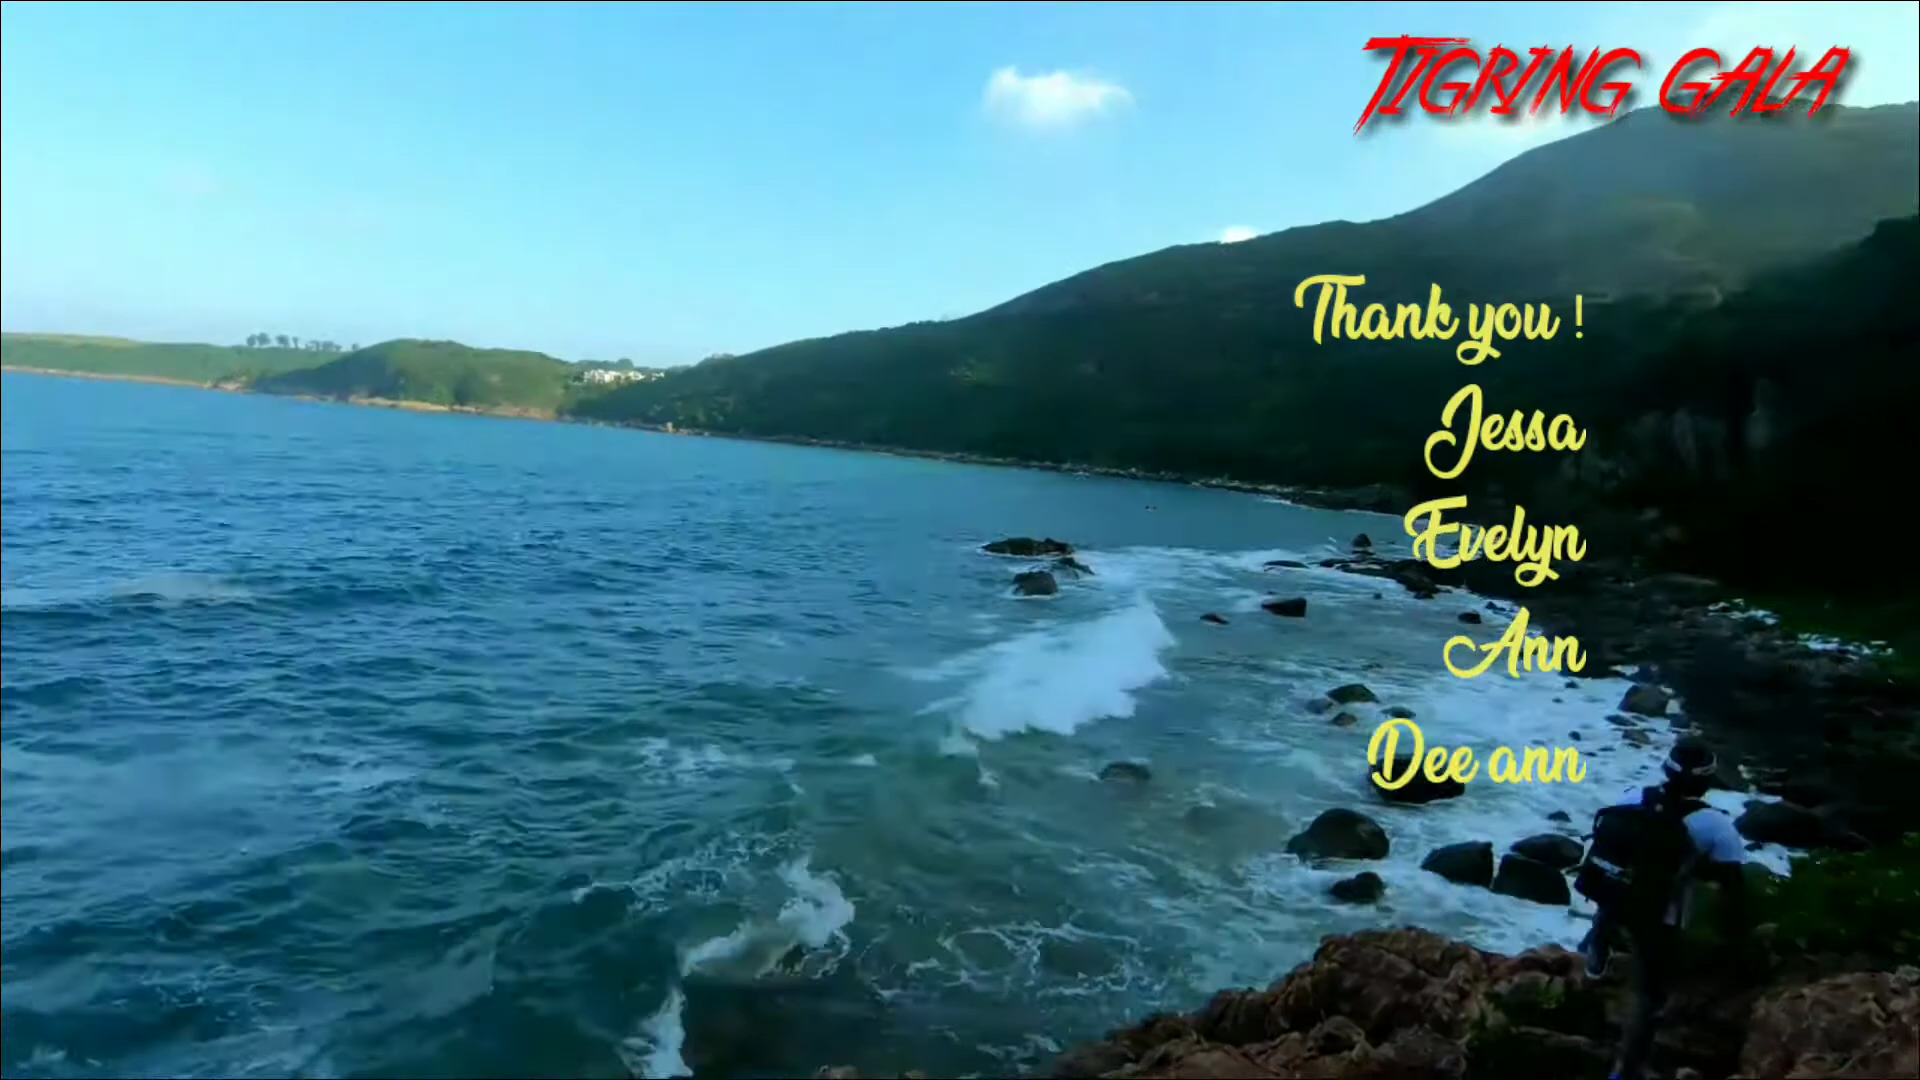 TIGRING GALA
Thank you !
Jessa
Evelyn
Ann
Dee ann